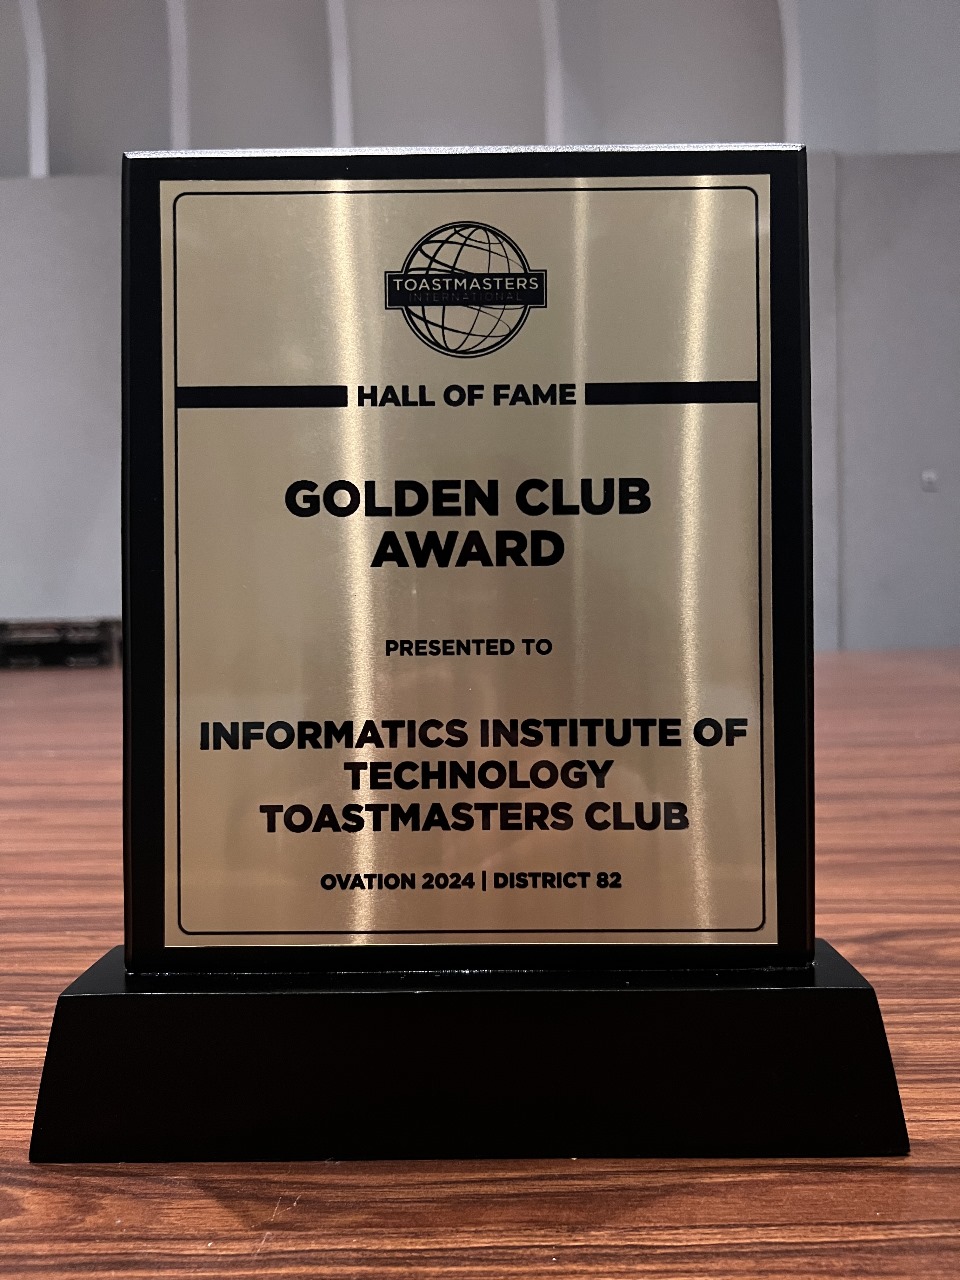 TOASTMASTERS
INTERNATIONAL
HALL OF FAME
GOLDEN CLUB
AWARD
PRESENTED TO
INFORMATICS INSTITUTE OF
TECHNOLOGY
TOASTMASTERS CLUB
OVATION 2024 | DISTRICT 82